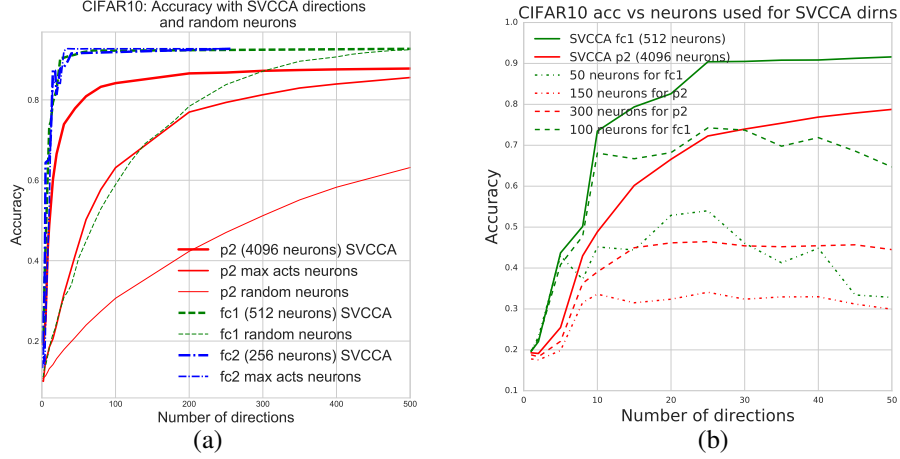 CIFAR10: Accuracy with SVCCA directions
and random neurons
Accuracy
0.8
0.6
0.4
0.2
p2 (4096 neurons) SVCCA
p2 max acts neurons
p2 random neurons
fc1 (512 neurons) SVCCA
fc1 random neurons
fc2 (256 neurons) SVCCA
fc2 max acts neurons
0 100 200 300 400 500
Number of directions
(a)
CIFAR10 acc vs neurons used for SVCCA dirns
Accuracy
1.0
0.9
0.8
0.7
0.6
0.5
0.4
0.3
0.2
0.1
SVCCA fc1 (512 neurons)
SVCCA p2 (4096 neurons)
50 neurons for fc1
150 neurons for p2
300 neurons for p2
100 neurons for fc1
0 10 20 30 40 50
Number of directions
(b)